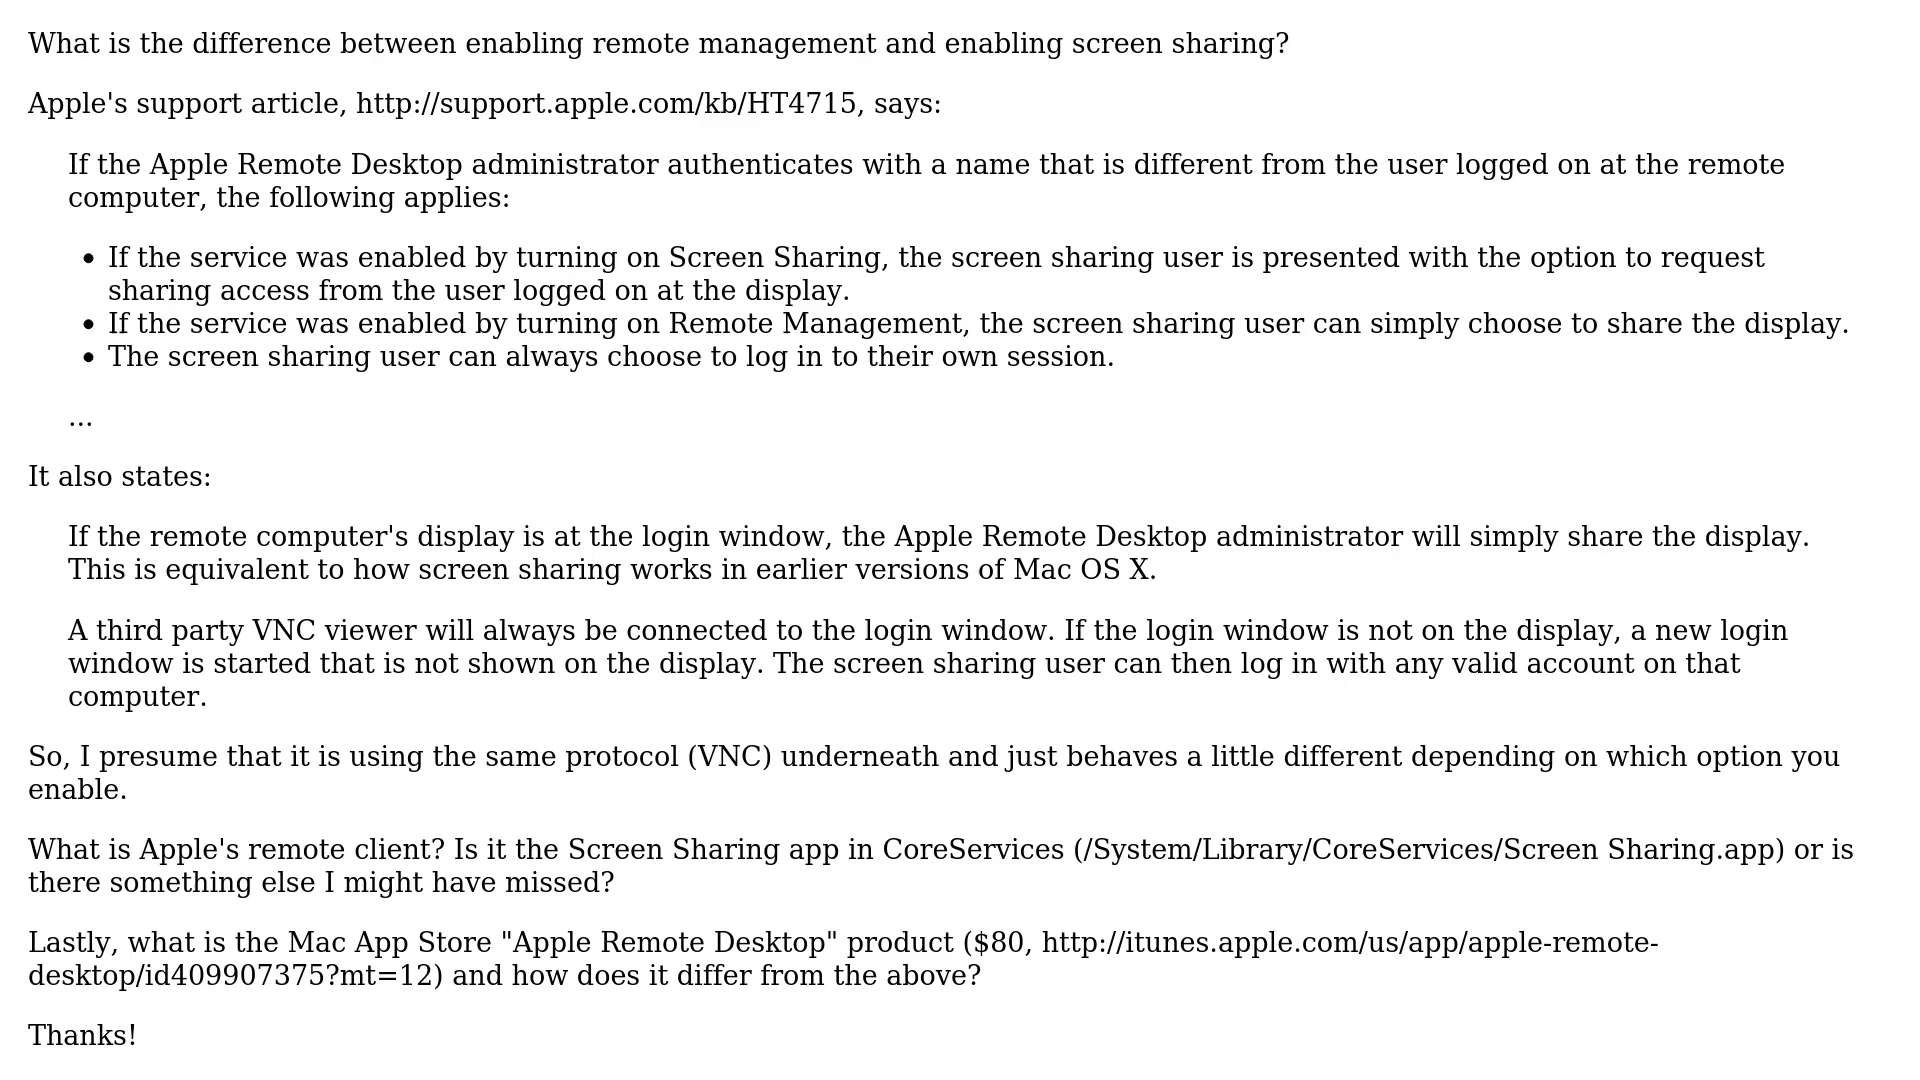 What is the difference between enabling remote management and enabling screen sharing?
Apple's support article, http://support.apple.com/kb/HT4715, says:
If the Apple Remote Desktop administrator authenticates with a name that is different from the user logged on at the remote
computer, the following applies:
• If the service was enabled by turning on Screen Sharing, the screen sharing user is presented with the option to request
sharing access from the user logged on at the display.
• If the service was enabled by turning on Remote Management, the screen sharing user can simply choose to share the display.
• The screen sharing user can always choose to log in to their own session.
...
It also states:
If the remote computer's display is at the login window, the Apple Remote Desktop administrator will simply share the display.
This is equivalent to how screen sharing works in earlier versions of Mac OS X.
A third party VNC viewer will always be connected to the login window. If the login window is not on the display, a new login
window is started that is not shown on the display. The screen sharing user can then log in with any valid account on that
computer.
So, I presume that it is using the same protocol (VNC) underneath and just behaves a little different depending on which option you
enable.
What is Apple's remote client? Is it the Screen Sharing app in CoreServices (/System/Library/CoreServices/Screen Sharing.app) or is
there something else I might have missed?
Lastly, what is the Mac App Store "Apple Remote Desktop" product ($80, http://itunes.apple.com/us/app/apple-remote-
desktop/id409907375?mt=12) and how does it differ from the above?
Thanks!